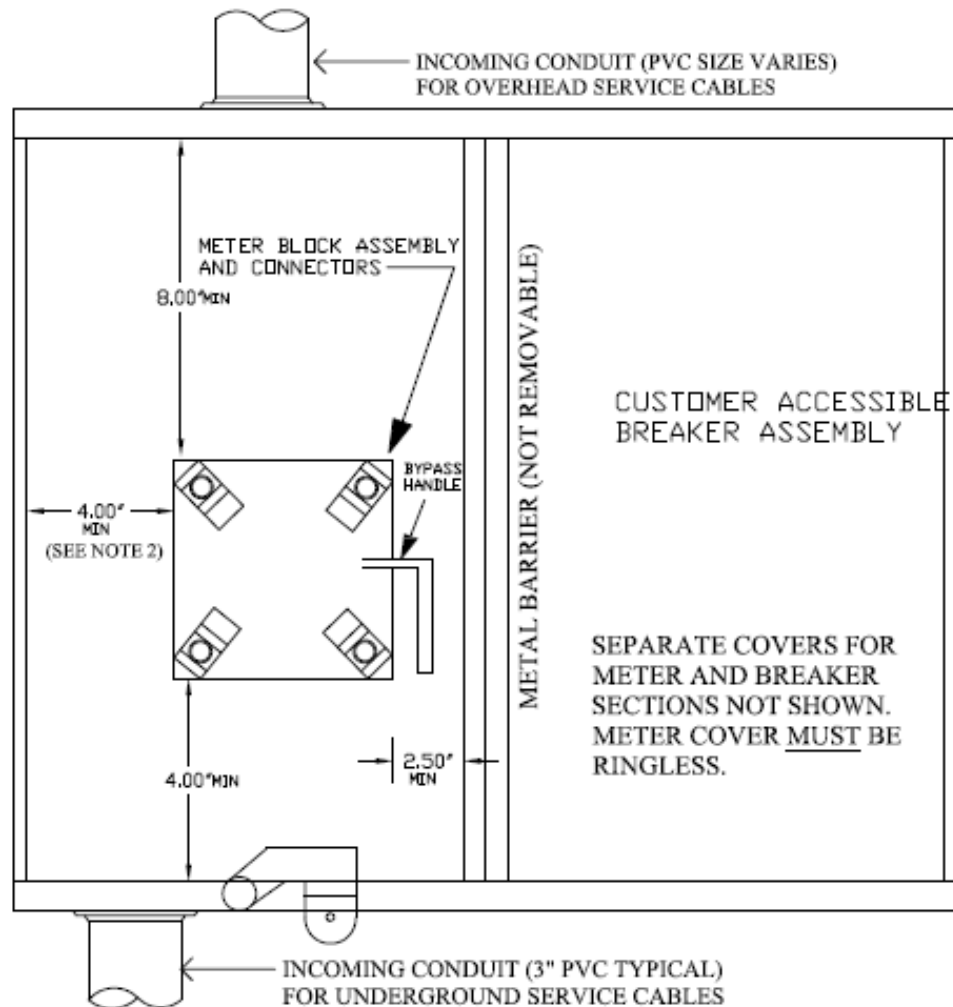 INCOMING CONDUIT (PVC SIZE VARIES)
FOR OVERHEAD SERVICE CABLES
METER BLOCK ASSEMBLY
AND CONNECTORS
8.00"MIN
METAL BARRIER (NOT REMOVABLE)
CUSTOMER ACCESSIBLE
BREAKER ASSEMBLY
BYPASS
HANDLE
4.00"
MIN
(SEE NOTE 2)
SEPARATE COVERS FOR
METER AND BREAKER
SECTIONS NOT SHOWN.
METER COVER MUST BE
RINGLESS.
2.50"
MIN
4.00"MIN
INCOMING CONDUIT (3" PVC TYPICAL)
FOR UNDERGROUND SERVICE CABLES